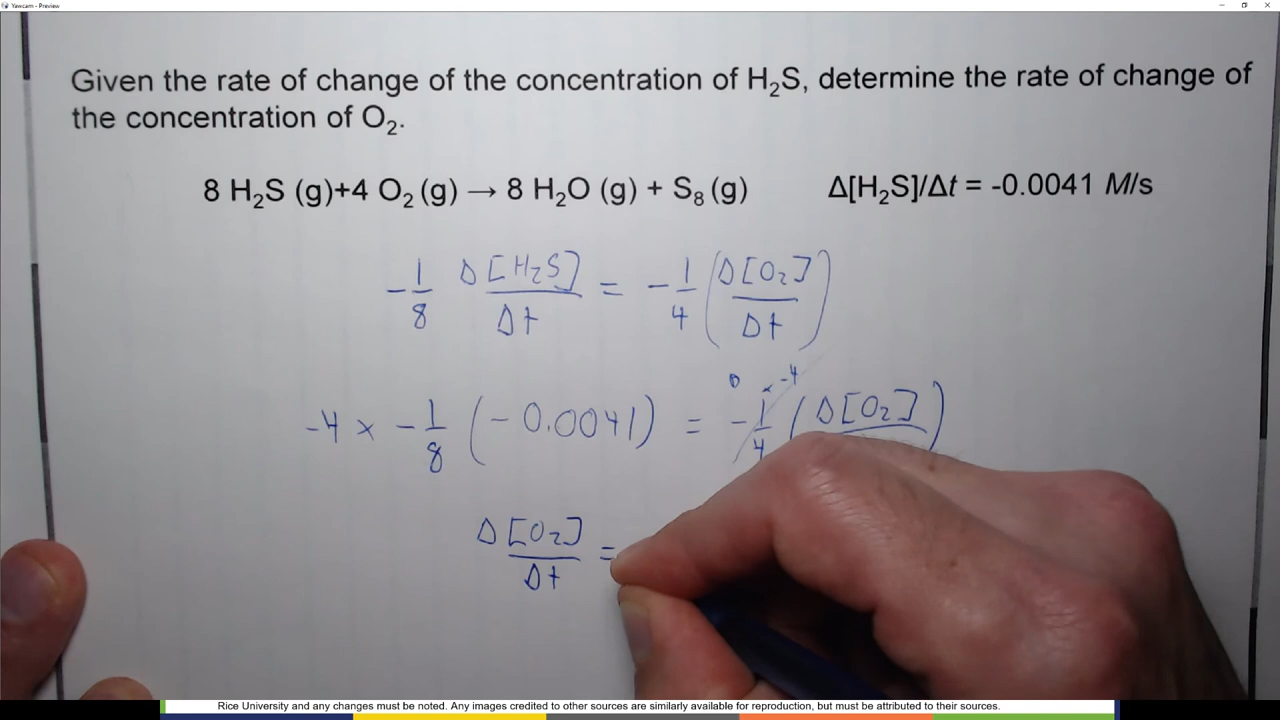 Yawcam - Preview
Given the rate of change of the concentration of H₂S, determine the rate of change of
the concentration of O₂.
8 H₂S (g)+4 O₂ (g) → 8 H₂O (g) + S₈ (g) Δ[H₂S]/Δt = -0.0041 M/s
-1/8 Δ[H₂S]/Δt = -1/4 (Δ[O₂]/Δt)
x -4
-4 x -1/8 (-0.0041) = -1/4 (Δ[O₂])
Δ[O₂]/Δt =
Rice University and any changes must be noted. Any images credited to other sources are similarly available for reproduction, but must be attributed to their sources.